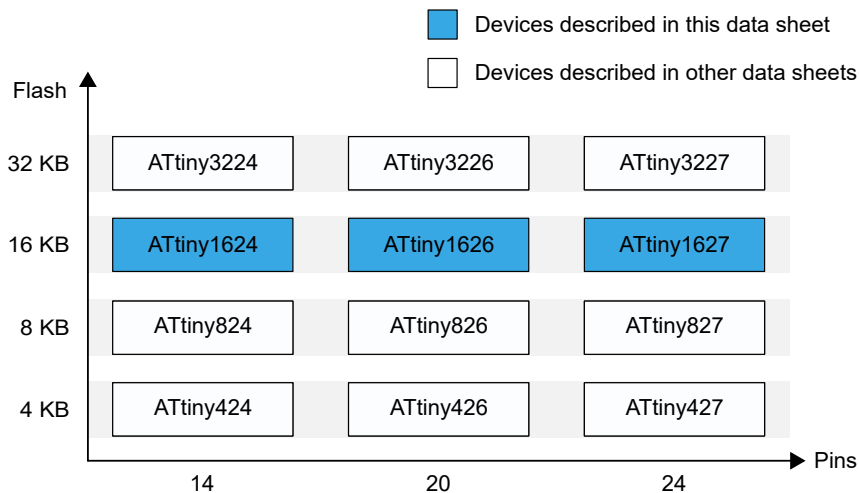 Devices described in this data sheet
Devices described in other data sheets
Flash
32 KB ATtiny3224 ATtiny3226 ATtiny3227
16 KB ATtiny1624 ATtiny1626 ATtiny1627
8 KB ATtiny824 ATtiny826 ATtiny827
4 KB ATtiny424 ATtiny426 ATtiny427
Pins
14 20 24